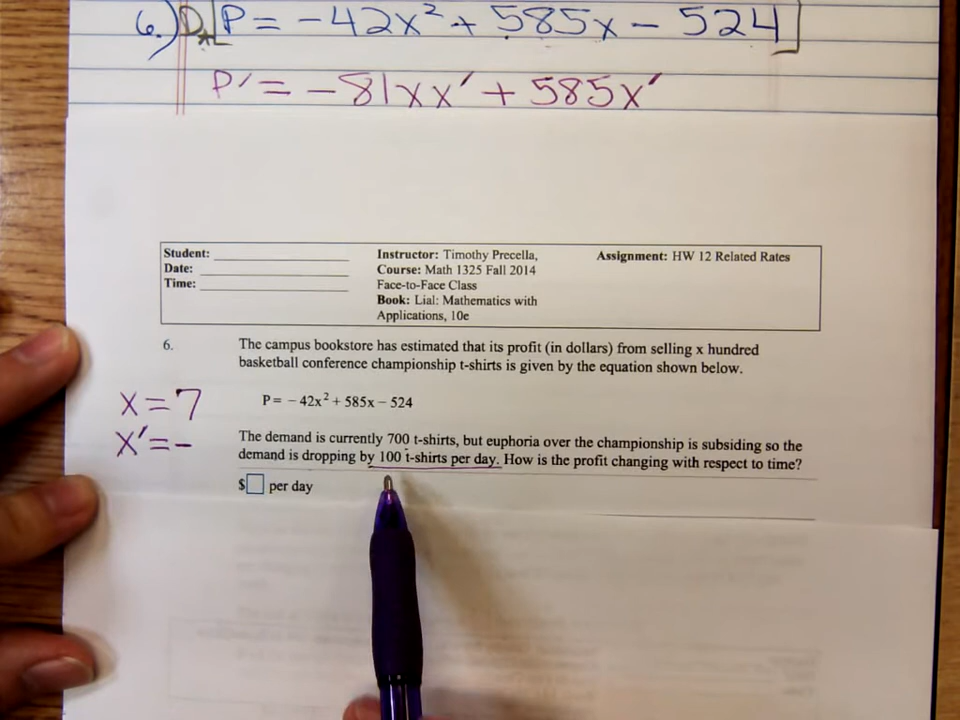 6.) D* [P = -42x² + 585x - 524]
P' = -81xx' + 585x'
Student: Instructor: Timothy Precella, Assignment: HW 12 Related Rates
Date: Course: Math 1325 Fall 2014
Time: Face-to-Face Class
Book: Lial: Mathematics with
Applications, 10e
6. The campus bookstore has estimated that its profit (in dollars) from selling x hundred
basketball conference championship t-shirts is given by the equation shown below.
x = 7 P = - 42x² + 585x - 524
x' = -
The demand is currently 700 t-shirts, but euphoria over the championship is subsiding so the
demand is dropping by 100 t-shirts per day. How is the profit changing with respect to time?
$ per day